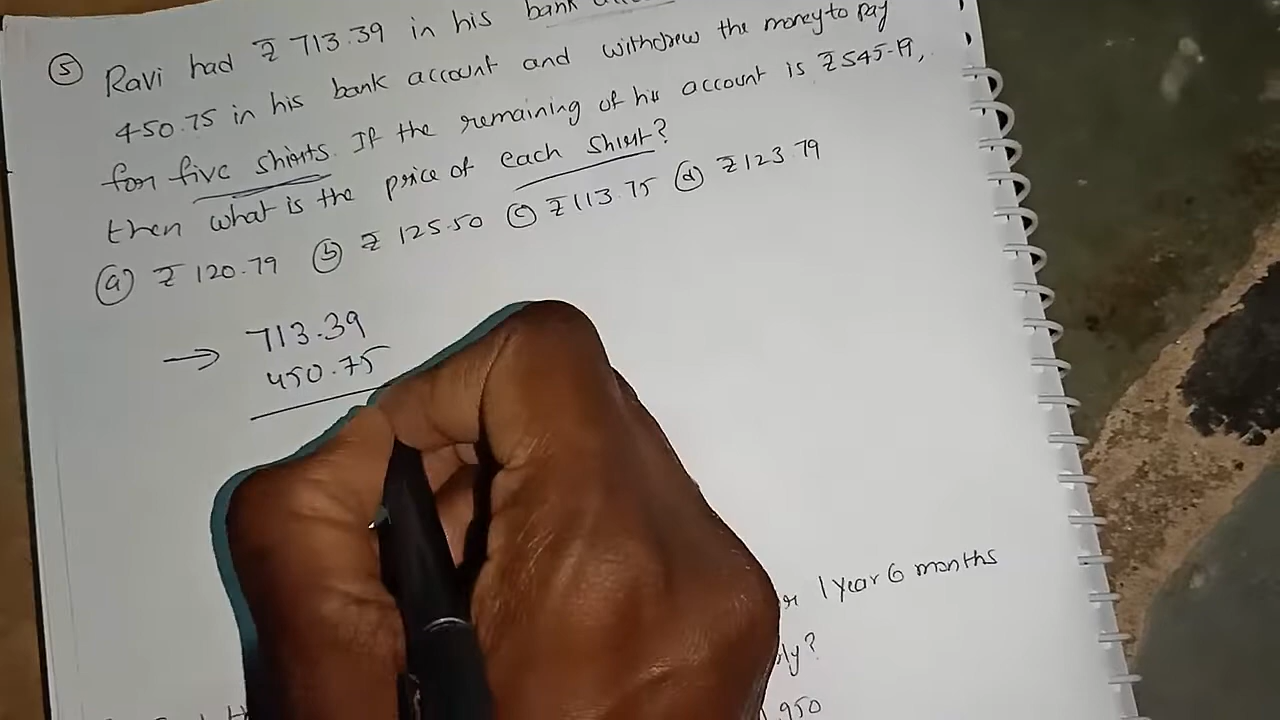 ⑤ Ravi had ₹ 713.39 in his bank
450.75 in his bank account and withdrew the money to pay
for five shirts. If the remaining of his account is ₹545.19,
then what is the price of each shirt?
ⓐ ₹ 120.79 ⓑ ₹ 125.50 ⓒ ₹113.75 ⓓ ₹123.79
→ 713.39
450.75
1 year 6 months
950